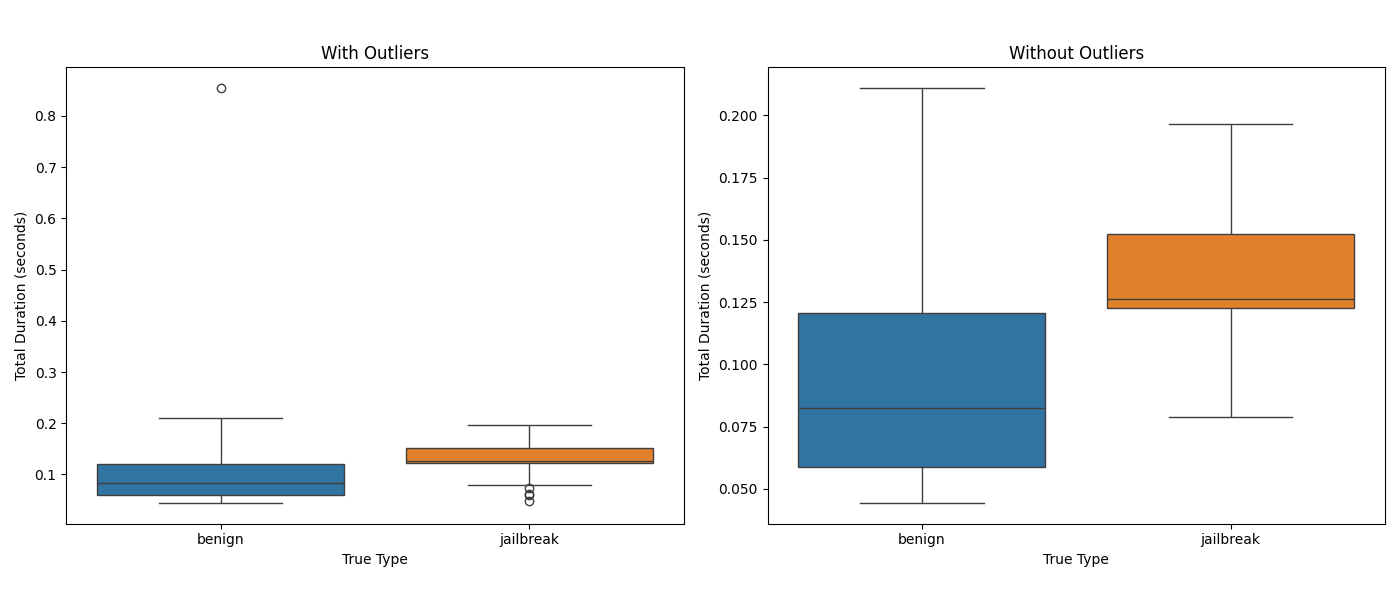 With Outliers
Total Duration (seconds)
0.8
0.7
0.6
0.5
0.4
0.3
0.2
0.1
benign
jailbreak
True Type
Without Outliers
Total Duration (seconds)
0.200
0.175
0.150
0.125
0.100
0.075
0.050
benign
jailbreak
True Type